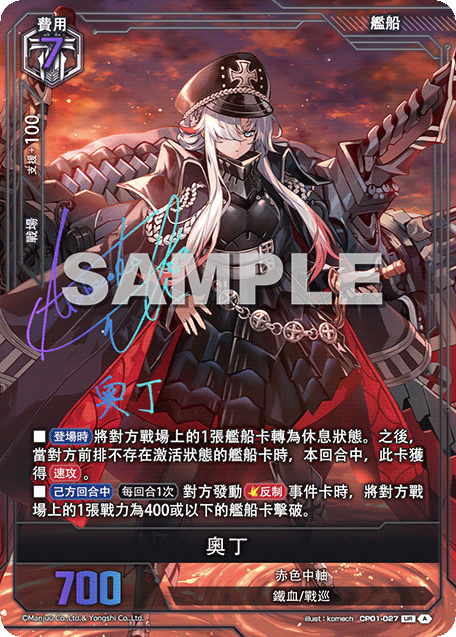 費用
7
艦船
支援+100
戰場
SAMPLE
奧丁
■ 登場時 將對方戰場上的1張艦船卡轉為休息狀態。之後，
當對方前排不存在激活狀態的艦船卡時，本回合中，此卡獲
得 速攻。
■ 己方回合中 每回合1次 對方發動 反制 事件卡時，將對方戰
場上的1張戰力為400或以下的艦船卡擊破。
奧丁
700
赤色中軸
鐵血/戰巡
©Manjuu Co.,Ltd.& Yongshi Co.,Ltd.
illust : komech CP01-027 UR A